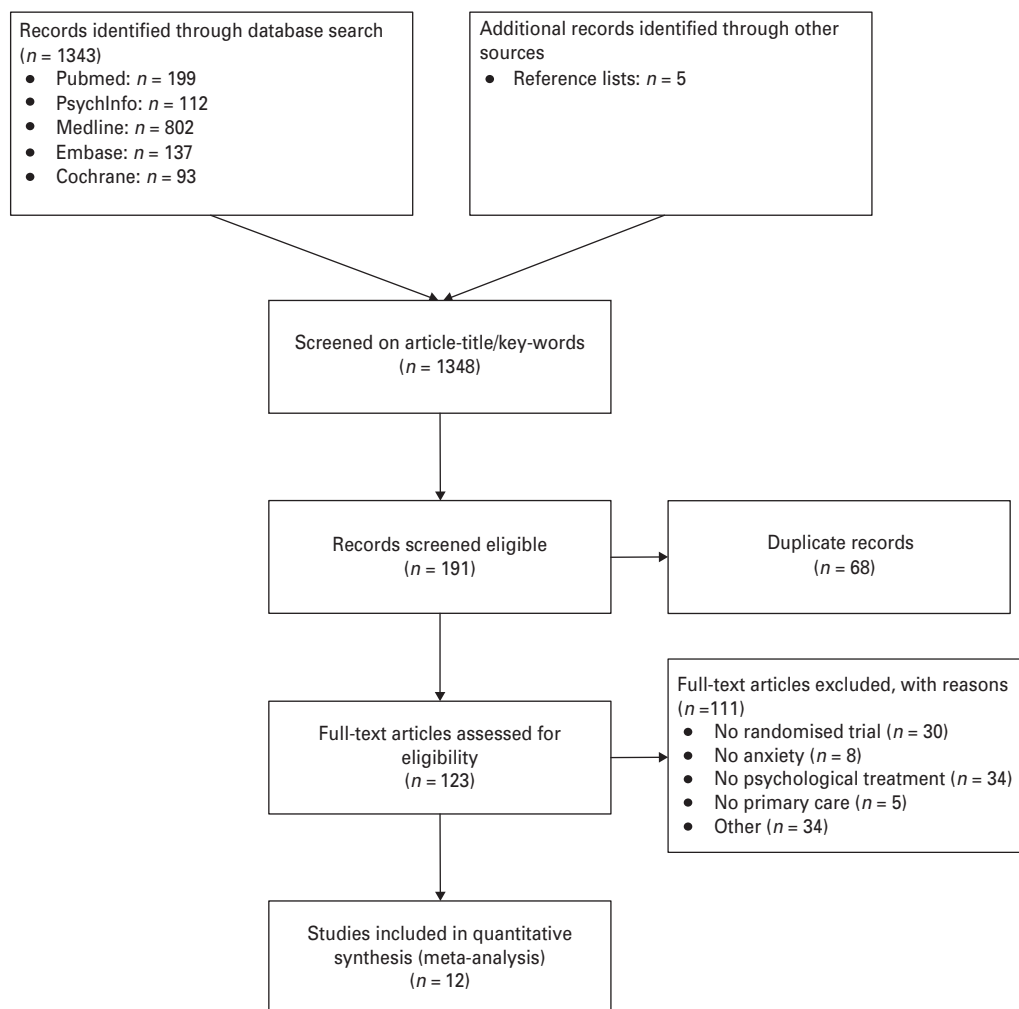 Records identified through database search
(n = 1343)
• Pubmed: n = 199
• PsychInfo: n = 112
• Medline: n = 802
• Embase: n = 137
• Cochrane: n = 93
Additional records identified through other
sources
• Reference lists: n = 5
Screened on article-title/key-words
(n = 1348)
Records screened eligible
(n = 191)
Duplicate records
(n = 68)
Full-text articles assessed for
eligibility
(n = 123)
Full-text articles excluded, with reasons
(n =111)
• No randomised trial (n = 30)
• No anxiety (n = 8)
• No psychological treatment (n = 34)
• No primary care (n = 5)
• Other (n = 34)
Studies included in quantitative
synthesis (meta-analysis)
(n = 12)